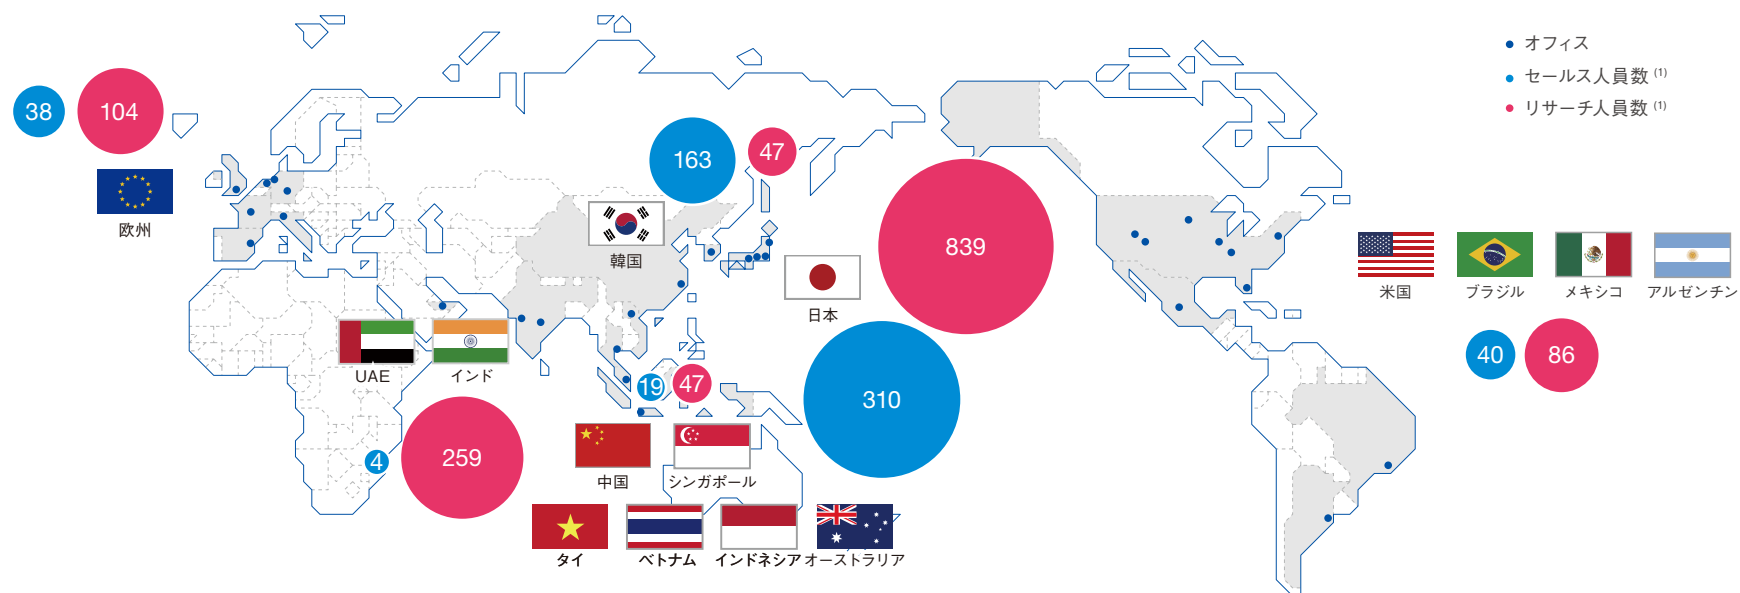 オフィス
セールス人員数 (1)
リサーチ人員数 (1)
38
104
欧州
163
47
韓国
839
日本
310
UAE
インド
4
259
19
47
中国
シンガポール
タイ
ベトナム
インドネシア
オーストラリア
米国
ブラジル
メキシコ
アルゼンチン
40
86